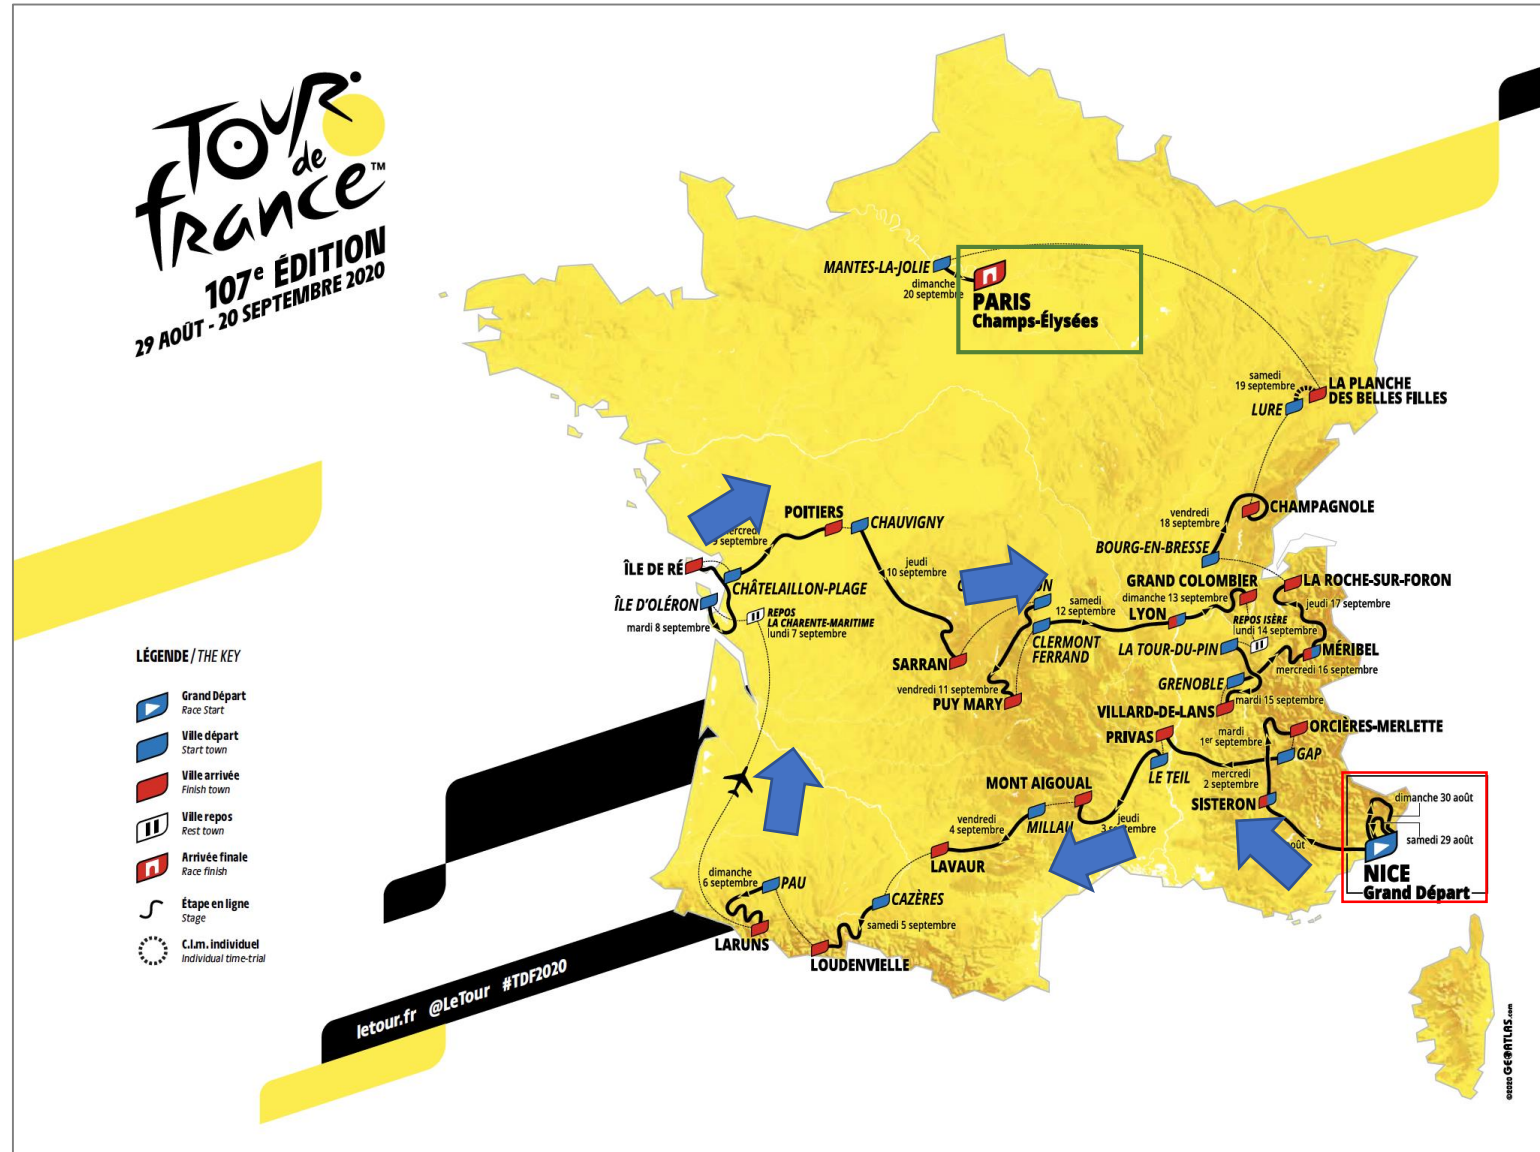 TOUR
de
france™
107e ÉDITION
29 AOÛT - 20 SEPTEMBRE 2020
MANTES-LA-JOLIE
dimanche
20 septembre
PARIS
Champs-Élysées
samedi
19 septembre
LA PLANCHE
DES BELLES FILLES
LURE
CHAMPAGNOLE
vendredi
18 septembre
BOURG-EN-BRESSE
POITIERS
CHAUVIGNY
9 septembre
jeudi
10 septembre
ÎLE DE RÉ
CHÂTELAILLON-PLAGE
ÎLE D'OLÉRON
mardi 8 septembre
REPOS
LA CHARENTE-MARITIME
lundi 7 septembre
GRAND COLOMBIER
dimanche 13 septembre
LA ROCHE-SUR-FORON
jeudi 17 septembre
samedi
12 septembre
LYON
REPOS ISÈRE
lundi 14 septembre
CLERMONT
FERRAND
LA TOUR-DU-PIN
MÉRIBEL
mercredi 16 septembre
SARRAN
GRENOBLE
vendredi 11 septembre
PUY MARY
mardi 15 septembre
VILLARD-DE-LANS
ORCIÈRES-MERLETTE
mardi
1er septembre
PRIVAS
GAP
LE TEIL
mercredi
2 septembre
MONT AIGOUAL
SISTERON
dimanche 30 août
samedi 29 août
MILLAU
jeudi
vendredi
4 septembre
LAVAUR
NICE
Grand Départ
dimanche
6 septembre
PAU
CAZÈRES
samedi 5 septembre
LARUNS
LOUDENVIELLE
LÉGENDE / THE KEY
Grand Départ
Race Start
Ville départ
Start town
Ville arrivée
Finish town
Ville repos
Rest town
Arrivée finale
Race finish
Étape en ligne
Stage
C.l.m. individuel
Individual time-trial
letour.fr @LeTour #TDF2020
©2020 GEOATLAS.com